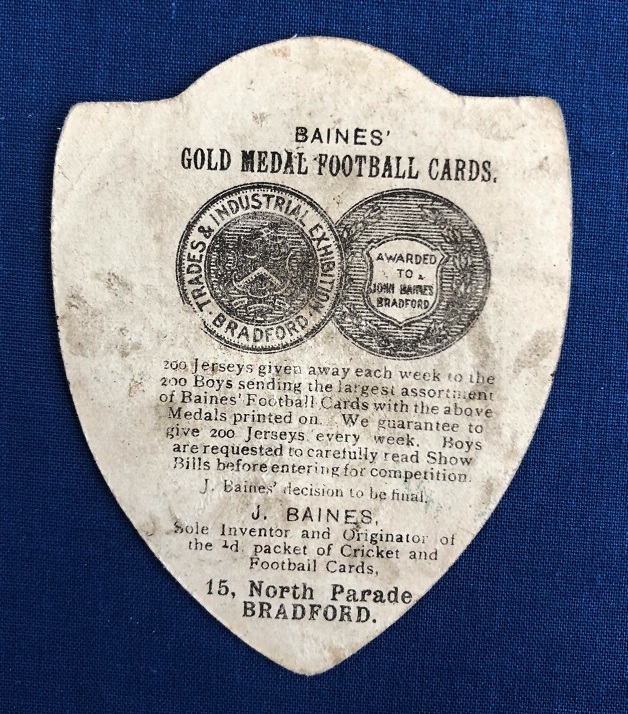 BAINES'
GOLD MEDAL FOOTBALL CARDS.
TRADES & INDUSTRIAL EXHIBITION
BRADFORD
AWARDED
TO
JOHN BAINES
BRADFORD
200 Jerseys given away each week to the
200 Boys sending the largest assortment
of Baines' Football Cards with the above
Medals printed on. We guarantee to
give 200 Jerseys every week. Boys
are requested to carefully read Show
Bills before entering for competition.
J. Baines' decision to be final.
J. BAINES,
Sole Inventor and Originator of
the ½d. packet of Cricket and
Football Cards,
15, North Parade
BRADFORD.